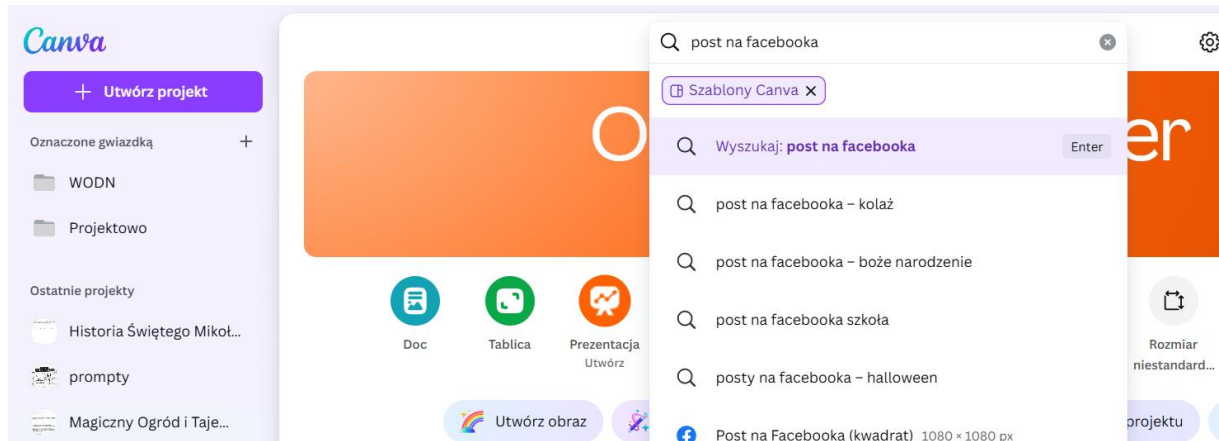 Canva
+ Utwórz projekt
Oznaczone gwiazdką +
WODN
Projektowo
Ostatnie projekty
Historia Świętego Mikoł...
prompty
Magiczny Ogród i Taje...
post na facebooka
Szablony Canva X
Wyszukaj: post na facebooka Enter
post na facebooka – kolaż
post na facebooka – boże narodzenie
post na facebooka szkoła
posty na facebooka – halloween
Post na Facebooka (kwadrat) 1080 × 1080 px
O
er
Doc
Tablica
Prezentacja
Utwórz
Rozmiar
niestandard...
Utwórz obraz
projektu